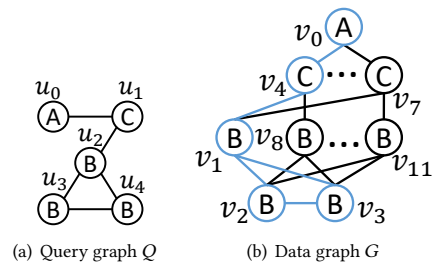 u₀ u₁
A C
u₂
B
u₃ u₄
B B
(a) Query graph Q
v₀ A
v₄ C ··· C v₇
B v₈ B ··· B
v₁ v₁₁
v₂ B B v₃
(b) Data graph G